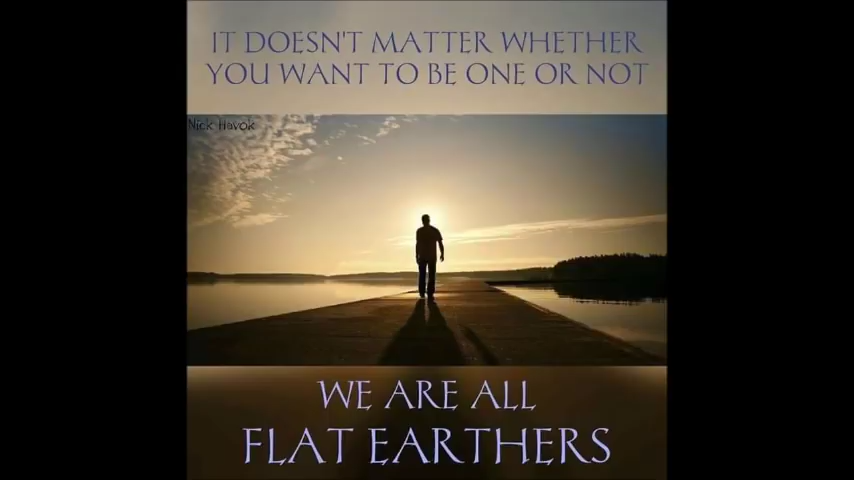 IT DOESN'T MATTER WHETHER
YOU WANT TO BE ONE OR NOT
Nick Havok
WE ARE ALL
FLAT EARTHERS